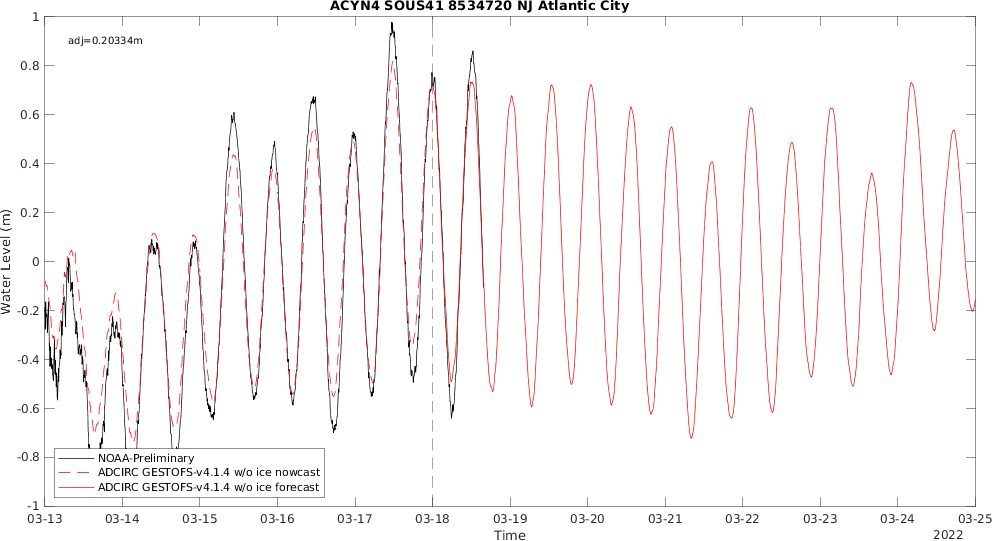 ACYN4 SOUS41 8534720 NJ Atlantic City
adj=0.20334m
1
0.8
0.6
0.4
0.2
0
-0.2
-0.4
-0.6
-0.8
-1
Water Level (m)
NOAA-Preliminary
ADCIRC GESTOFS-v4.1.4 w/o ice nowcast
ADCIRC GESTOFS-v4.1.4 w/o ice forecast
03-13 03-14 03-15 03-16 03-17 03-18 03-19 03-20 03-21 03-22 03-23 03-24 03-25
Time
2022